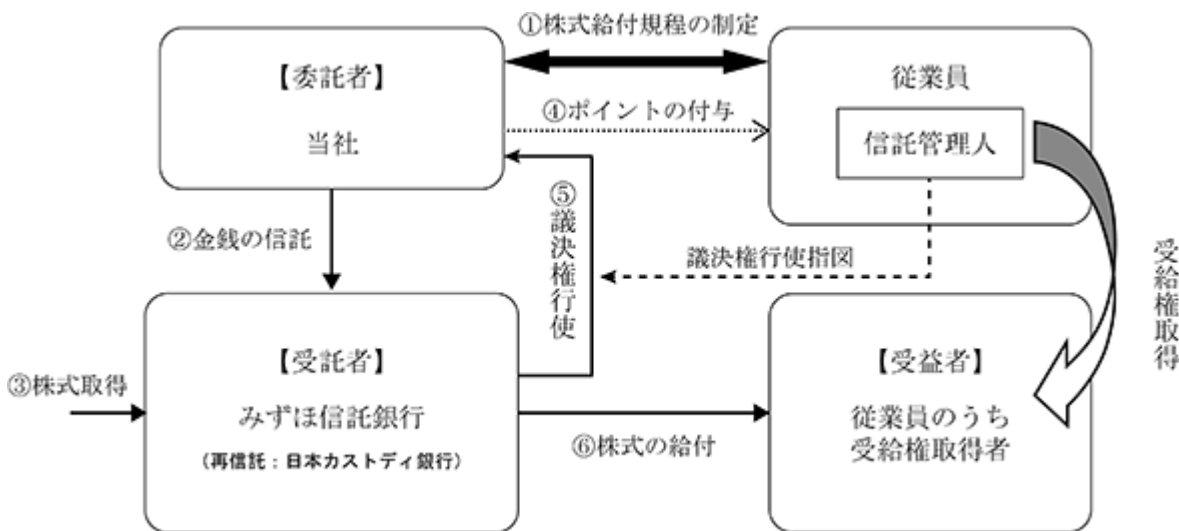 ①株式給付規程の制定
【委託者】
当社
従業員
信託管理人
④ポイントの付与
②金銭の信託
⑤議決権行使
議決権行使指図
受給権取得
③株式取得
【受託者】
みずほ信託銀行
(再信託：日本カストディ銀行)
⑥株式の給付
【受益者】
従業員のうち
受給権取得者